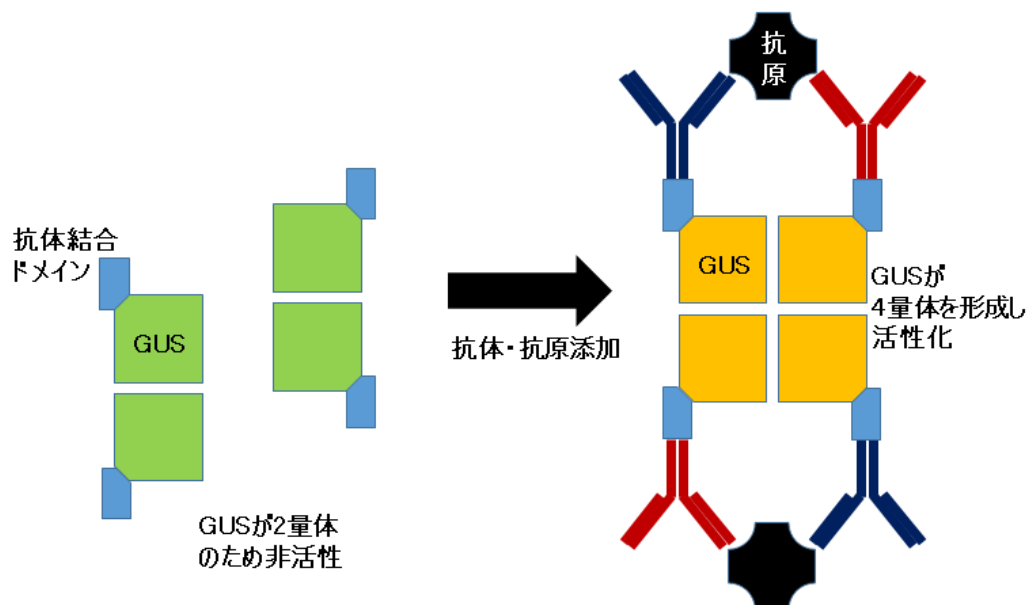 抗体結合
ドメイン
GUS
GUSが2量体
のため非活性
抗体・抗原添加
抗
原
GUS
GUSが
4量体を形成し
活性化